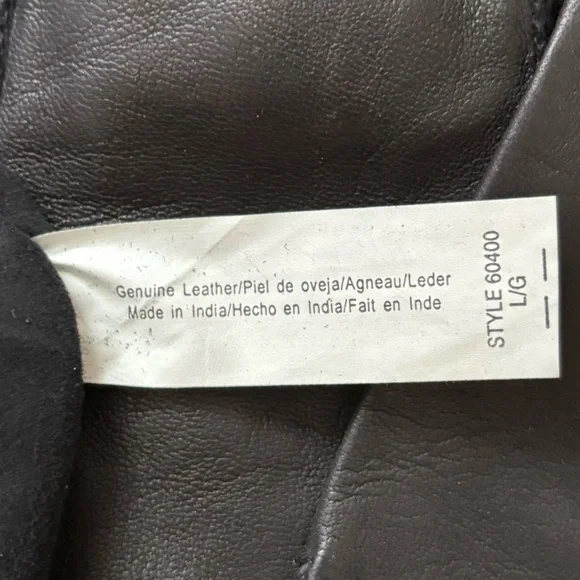 Genuine Leather/Piel de oveja/Agneau/Leder
Made in India/Hecho en India/Fait en Inde
STYLE 60400
L/G